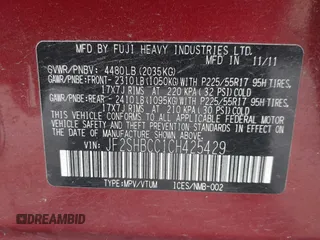 MFD. BY FUJI HEAVY INDUSTRIES LTD.
11/11
GVWR/PNBV: 4480LB (2035KG)
GAWR/PNBE:FRONT- 2310LB(1050KG)WITH P225/55R17 95H TIRES,
17X7J RIMS AT 220 KPA( 32 PSI)COLD
GAWR/PNBE:REAR - 2410LB(1095KG)WITH P225/55R17 95H TIRES,
17X7J RIMS AT 210 KPA( 30 PSI)COLD
THIS VEHICLE CONFORMS TO ALL APPLICABLE FEDERAL MOTOR
VEHICLE SAFETY STANDARDS IN EFFECT ON THE DATE OF
MANUFACTURE SHOWN ABOVE.
VIN: JF2SHBCC1CH425429
TYPE:MPV/VTUM ICES/NMB-002
© BIDFAX.INFO